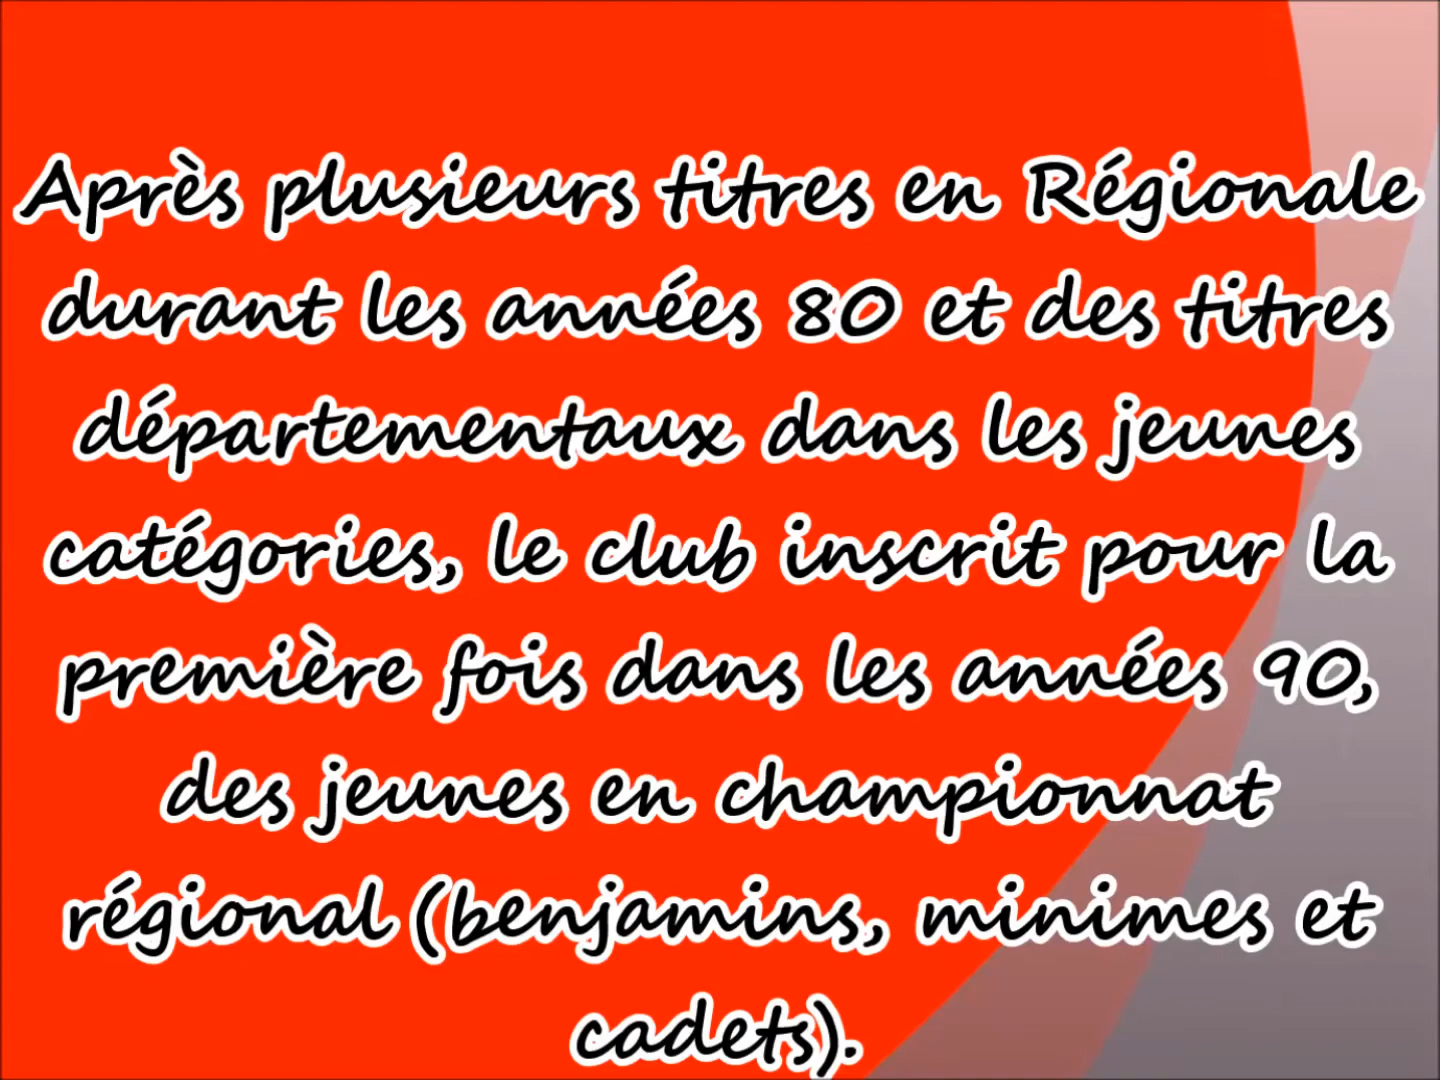 Après plusieurs titres en Régionale
durant les années 80 et des titres
départementaux dans les jeunes
catégories, le club inscrit pour la
première fois dans les années 90,
des jeunes en championnat
régional (benjamins, minimes et
cadets).